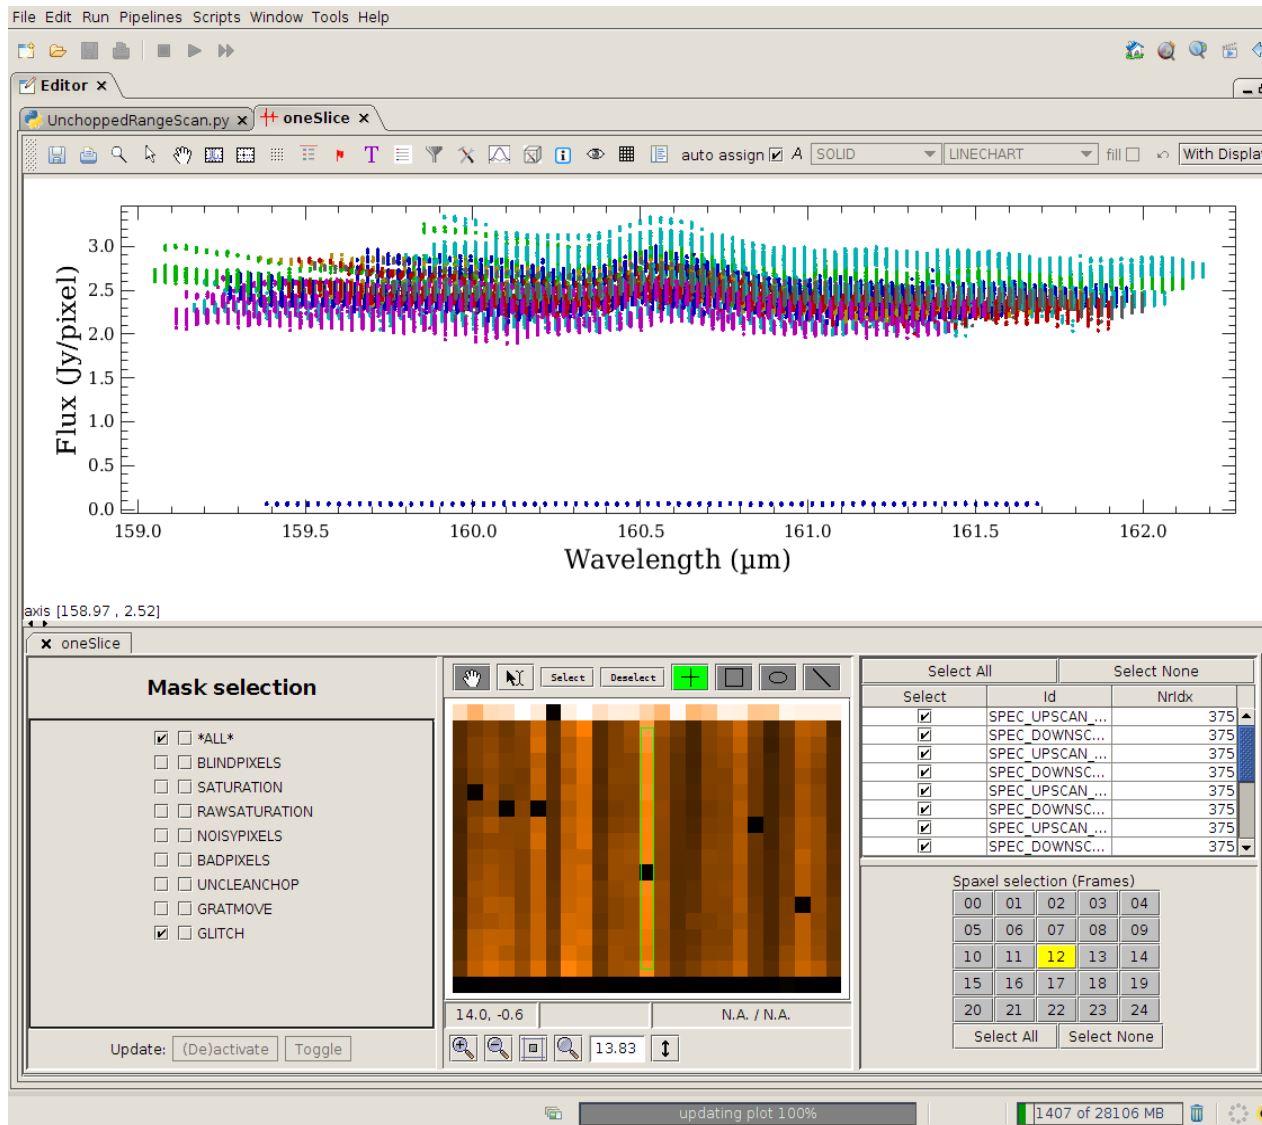 File Edit Run Pipelines Scripts Window Tools Help
Editor
UnchoppedRangeScan.py oneSlice
T auto assign A SOLID LINECHART fill With Displa
3.0
2.5
2.0
1.5
1.0
0.5
0.0
Flux (Jy/pixel)
159.0 159.5 160.0 160.5 161.0 161.5 162.0
Wavelength (µm)
axis [158.97 , 2.52]
oneSlice
Mask selection
*ALL*
BLINDPIXELS
SATURATION
RAWSATURATION
NOISYPIXELS
BADPIXELS
UNCLEANCHOP
GRATMOVE
GLITCH
Update: (De)activate Toggle
Select Deselect
14.0, -0.6 N.A. / N.A.
13.83
Select All Select None
Select Id NrIdx
SPEC_UPSCAN_... 375
SPEC_DOWNSC... 375
SPEC_UPSCAN_... 375
SPEC_DOWNSC... 375
SPEC_UPSCAN_... 375
SPEC_DOWNSC... 375
SPEC_UPSCAN_... 375
SPEC_DOWNSC... 375
Spaxel selection (Frames)
00 01 02 03 04
05 06 07 08 09
10 11 12 13 14
15 16 17 18 19
20 21 22 23 24
Select All Select None
updating plot 100% 1407 of 28106 MB